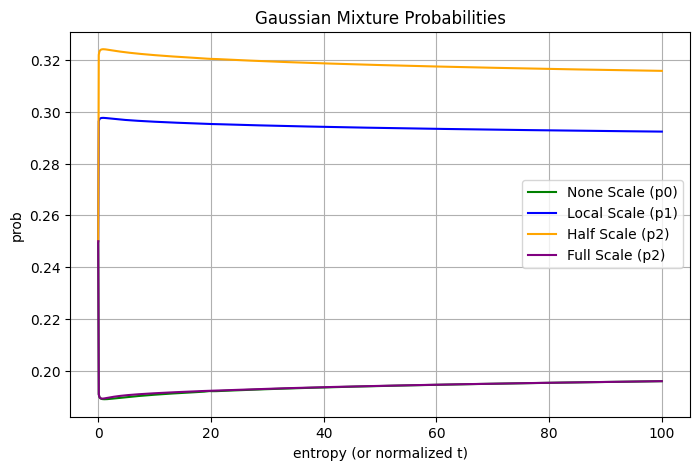 Gaussian Mixture Probabilities
prob
0.32
0.30
0.28
0.26
0.24
0.22
0.20
None Scale (p0)
Local Scale (p1)
Half Scale (p2)
Full Scale (p2)
0 20 40 60 80 100
entropy (or normalized t)